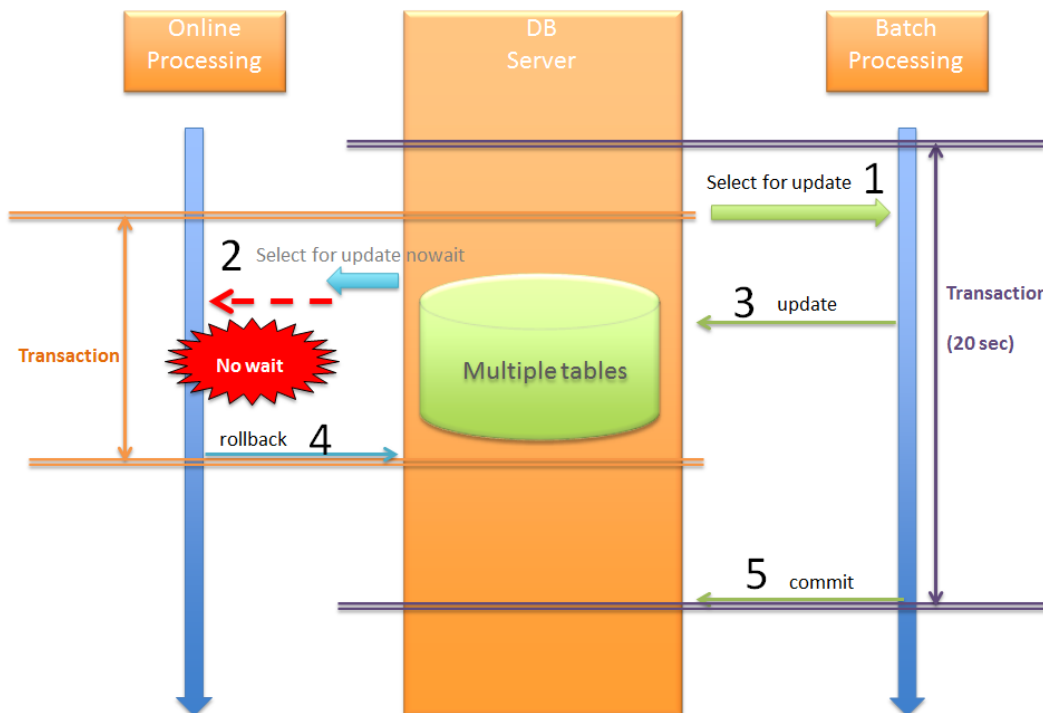 Online
Processing
DB
Server
Batch
Processing
Select for update 1
2 Select for update nowait
3 update
Transaction
(20 sec)
Transaction
No wait
Multiple tables
rollback 4
5 commit